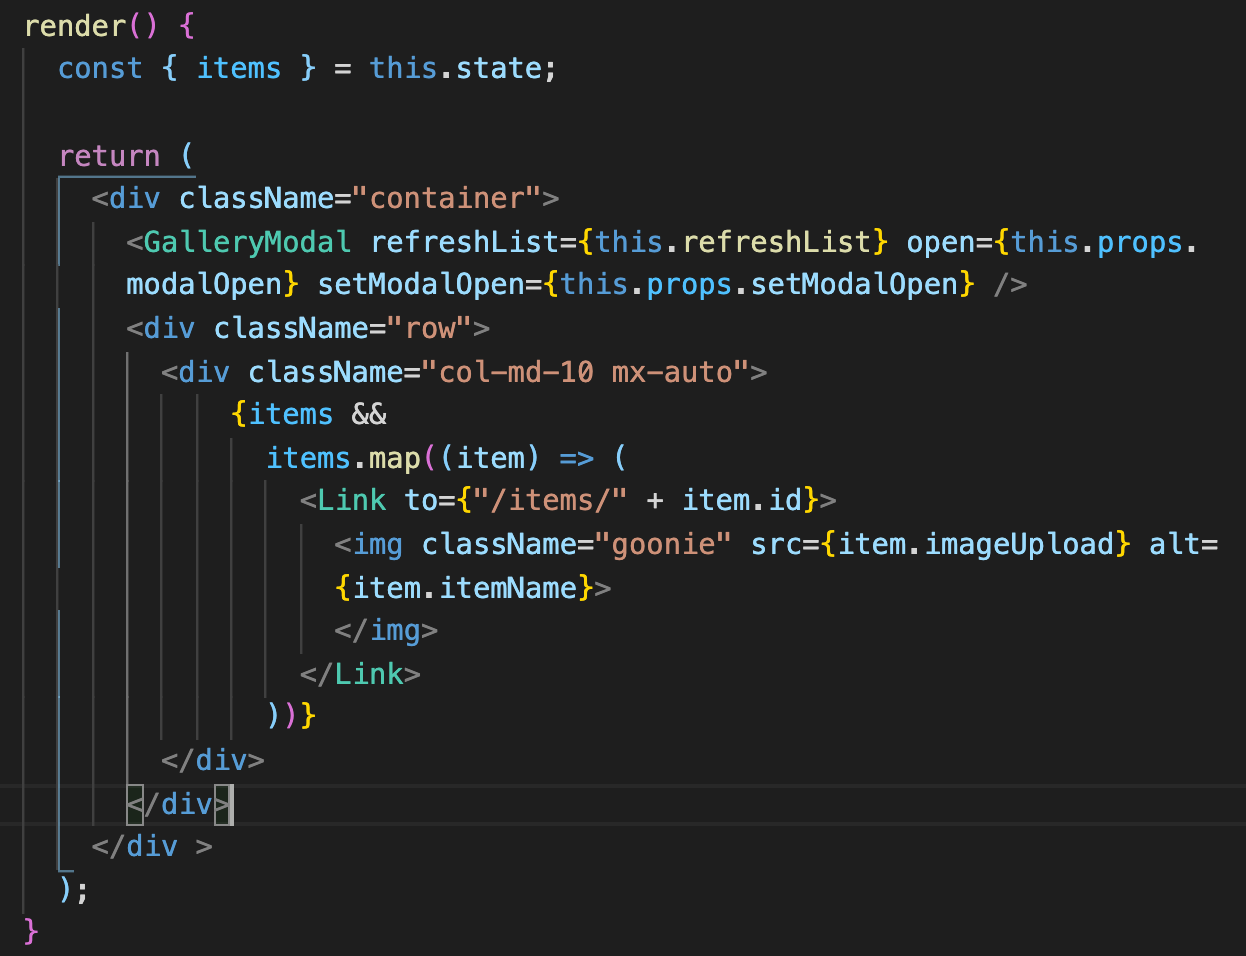 render() {
const { items } = this.state;
return (
<div className="container">
<GalleryModal refreshList={this.refreshList} open={this.props.
modalOpen} setModalOpen={this.props.setModalOpen} />
<div className="row">
<div className="col-md-10 mx-auto">
{items &&
items.map((item) => (
<Link to={"/items/" + item.id}>
<img className="goonie" src={item.imageUpload} alt=
{item.itemName}>
</img>
</Link>
))}
</div>
</div>
</div >
);
}